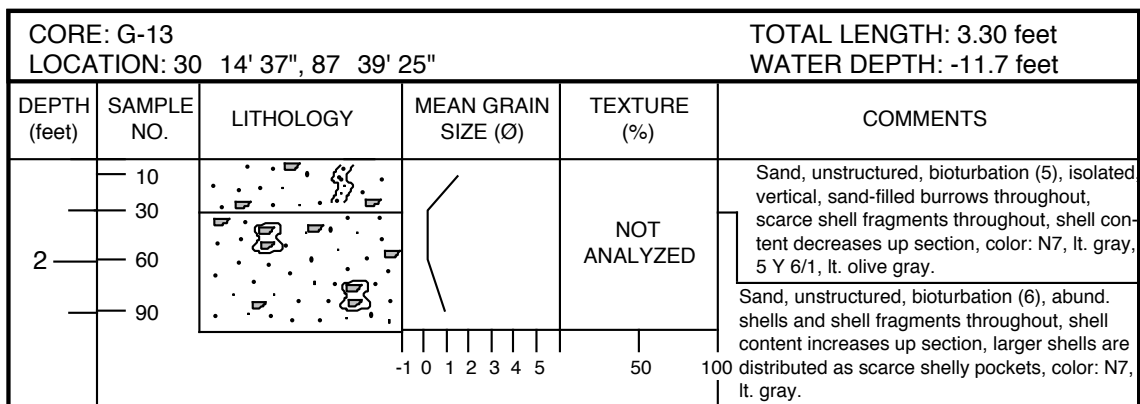 CORE: G-13
TOTAL LENGTH: 3.30 feet
LOCATION: 30 14' 37", 87 39' 25"
WATER DEPTH: -11.7 feet
DEPTH
(feet)
SAMPLE
NO.
LITHOLOGY
MEAN GRAIN
SIZE (Ø)
TEXTURE
(%)
COMMENTS
10
30
2
60
90
NOT
ANALYZED
Sand, unstructured, bioturbation (5), isolated,
vertical, sand-filled burrows throughout,
scarce shell fragments throughout, shell con-
tent decreases up section, color: N7, lt. gray,
5 Y 6/1, lt. olive gray.
Sand, unstructured, bioturbation (6), abund.
shells and shell fragments throughout, shell
content increases up section, larger shells are
distributed as scarce shelly pockets, color: N7,
lt. gray.
-1 0 1 2 3 4 5
50 100